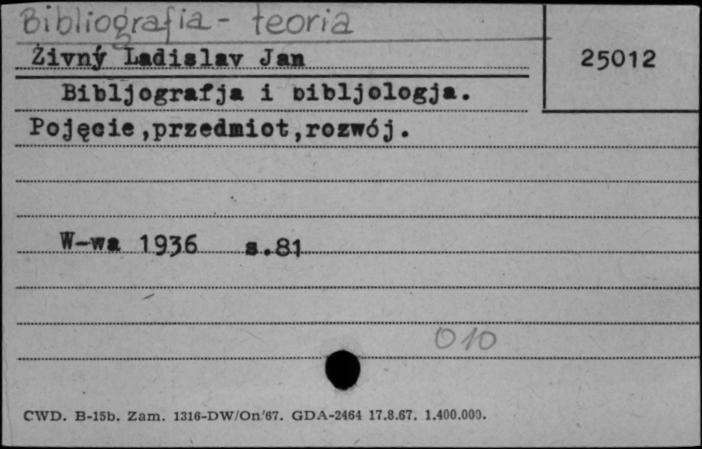 Bibliografia - teoria
Živný Ladislav Jan
25012
Bibljografja i bibljologja.
Pojęcie,przedmiot,rozwój.
W-wa 1936 s.81
010
CWD. B-15b. Zam. 1316-DW/On/67. GDA-2464 17.8.67. 1.400.000.